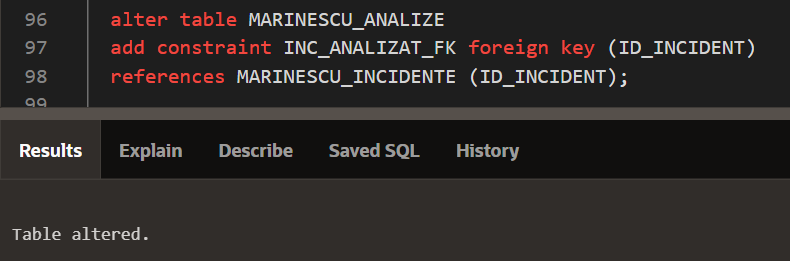 96 alter table MARINESCU_ANALIZE
97 add constraint INC_ANALIZAT_FK foreign key (ID_INCIDENT)
98 references MARINESCU_INCIDENTE (ID_INCIDENT);
99
Results Explain Describe Saved SQL History
Table altered.